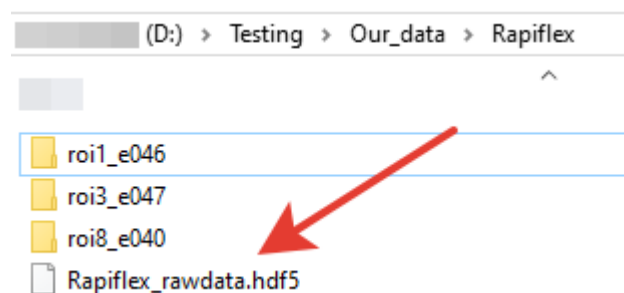 (D:) > Testing > Our_data > Rapiflex
roi1_e046
roi3_e047
roi8_e040
Rapiflex_rawdata.hdf5